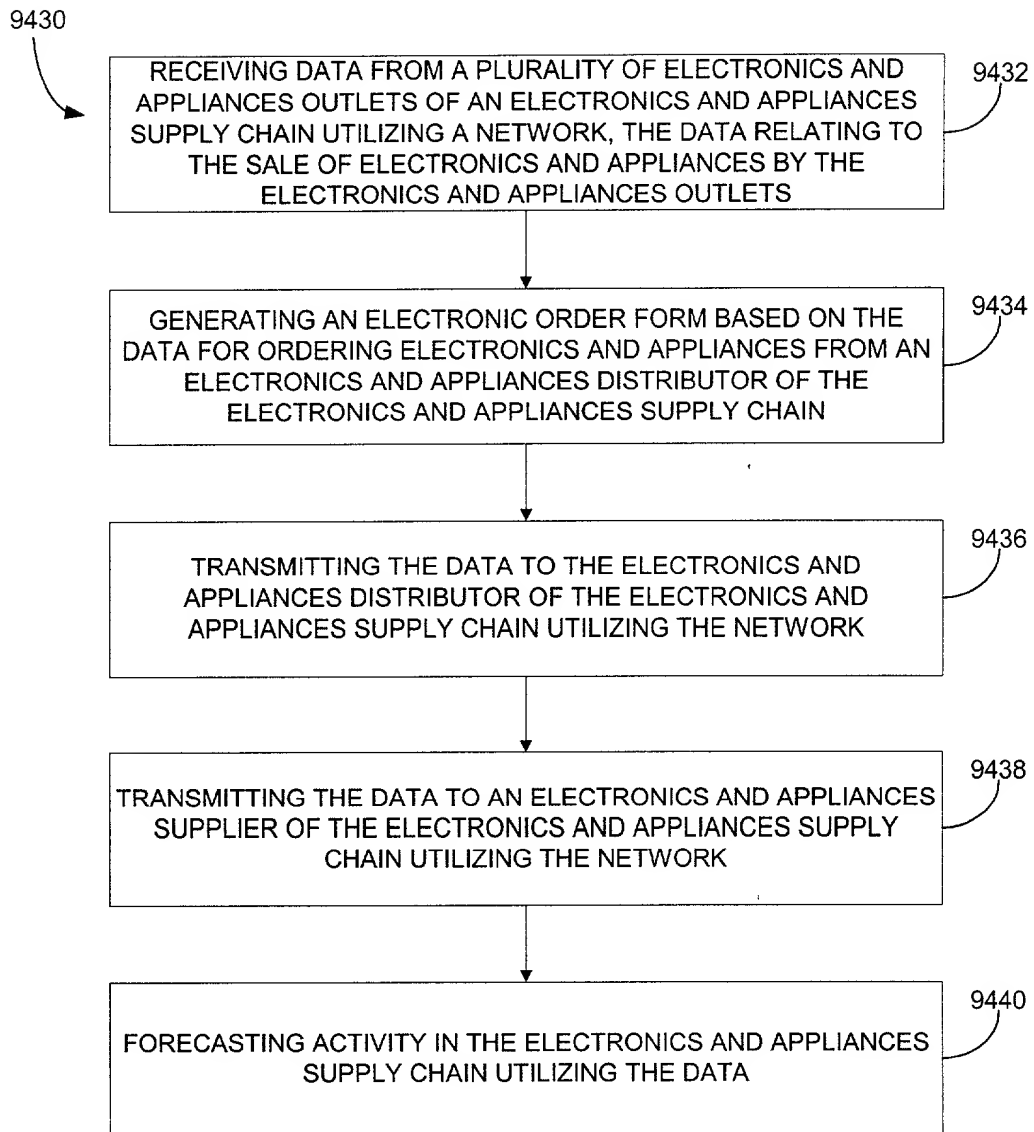 9430
RECEIVING DATA FROM A PLURALITY OF ELECTRONICS AND
APPLIANCES OUTLETS OF AN ELECTRONICS AND APPLIANCES
SUPPLY CHAIN UTILIZING A NETWORK, THE DATA RELATING TO
THE SALE OF ELECTRONICS AND APPLIANCES BY THE
ELECTRONICS AND APPLIANCES OUTLETS
9432
GENERATING AN ELECTRONIC ORDER FORM BASED ON THE
DATA FOR ORDERING ELECTRONICS AND APPLIANCES FROM AN
ELECTRONICS AND APPLIANCES DISTRIBUTOR OF THE
ELECTRONICS AND APPLIANCES SUPPLY CHAIN
9434
TRANSMITTING THE DATA TO THE ELECTRONICS AND
APPLIANCES DISTRIBUTOR OF THE ELECTRONICS AND
APPLIANCES SUPPLY CHAIN UTILIZING THE NETWORK
9436
TRANSMITTING THE DATA TO AN ELECTRONICS AND APPLIANCES
SUPPLIER OF THE ELECTRONICS AND APPLIANCES SUPPLY
CHAIN UTILIZING THE NETWORK
9438
FORECASTING ACTIVITY IN THE ELECTRONICS AND APPLIANCES
SUPPLY CHAIN UTILIZING THE DATA
9440